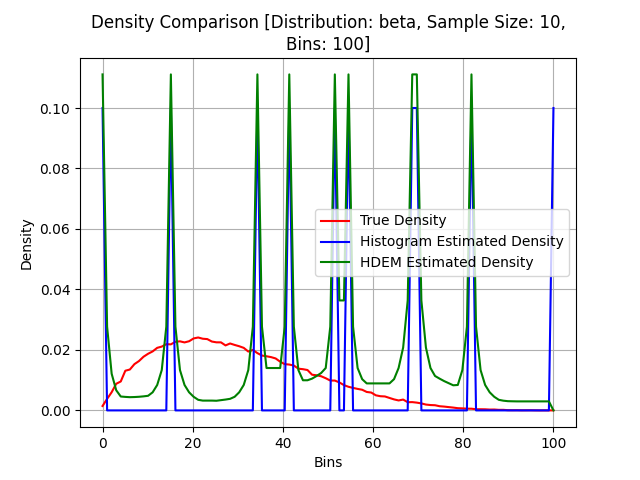 Density Comparison [Distribution: beta, Sample Size: 10,
Bins: 100]
Density
0.10
0.08
0.06
0.04
0.02
0.00
True Density
Histogram Estimated Density
HDEM Estimated Density
0 20 40 60 80 100
Bins